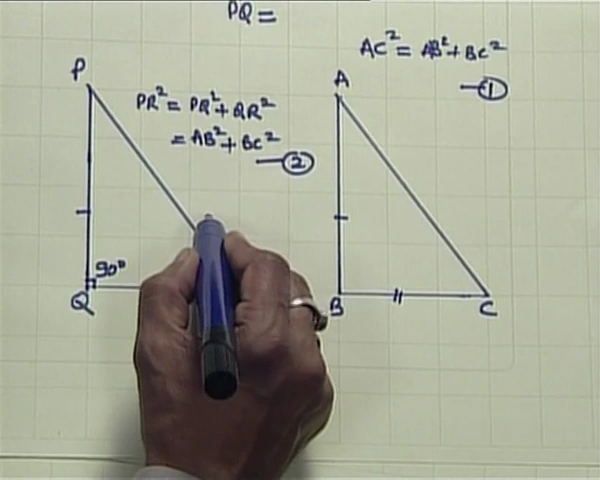 PQ =
AC² = AB² + BC²
①
P
PR² = PQ² + QR²
= AB² + BC²
②
90°
Q
A
B
C